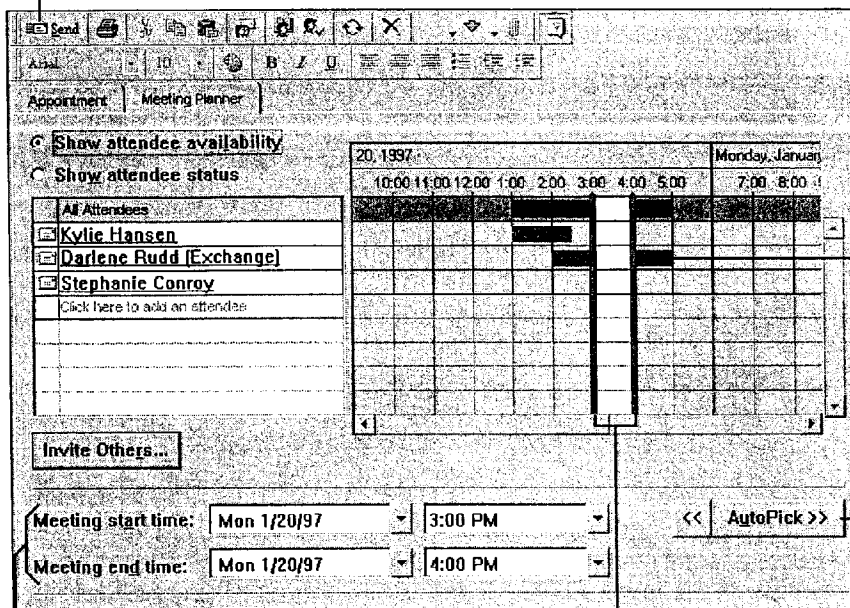 Send
Arial 10 B I U
Appointment Meeting Planner
Show attendee availability
Show attendee status
20, 1997 Monday, Januar
10:00 11:00 12:00 1:00 2:00 3:00 4:00 5:00 7:00 8:00
All Attendees
Kylie Hansen
Darlene Rudd (Exchange)
Stephanie Conroy
Click here to add an attendee
Invite Others...
Meeting start time: Mon 1/20/97 3:00 PM << AutoPick >>
Meeting end time: Mon 1/20/97 4:00 PM